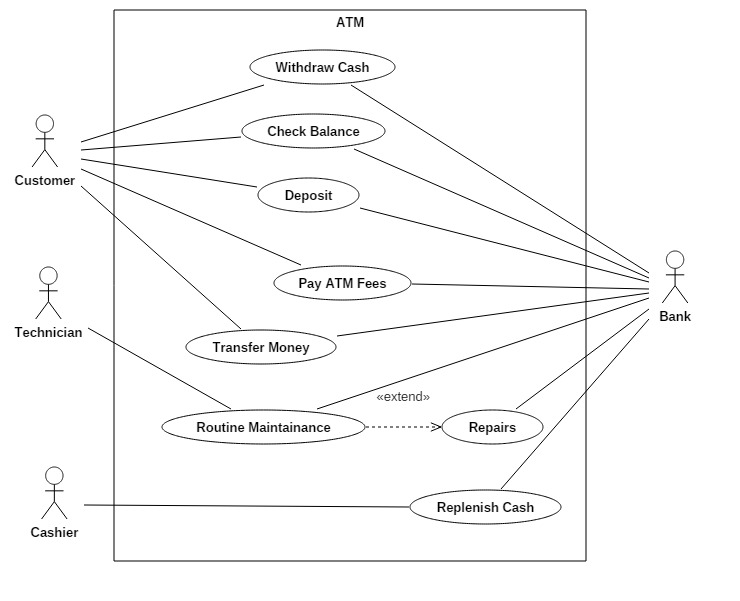 ATM
Withdraw Cash
Check Balance
Customer
Deposit
Pay ATM Fees
Bank
Technician
Transfer Money
«extend»
Routine Maintainance
Repairs
Replenish Cash
Cashier